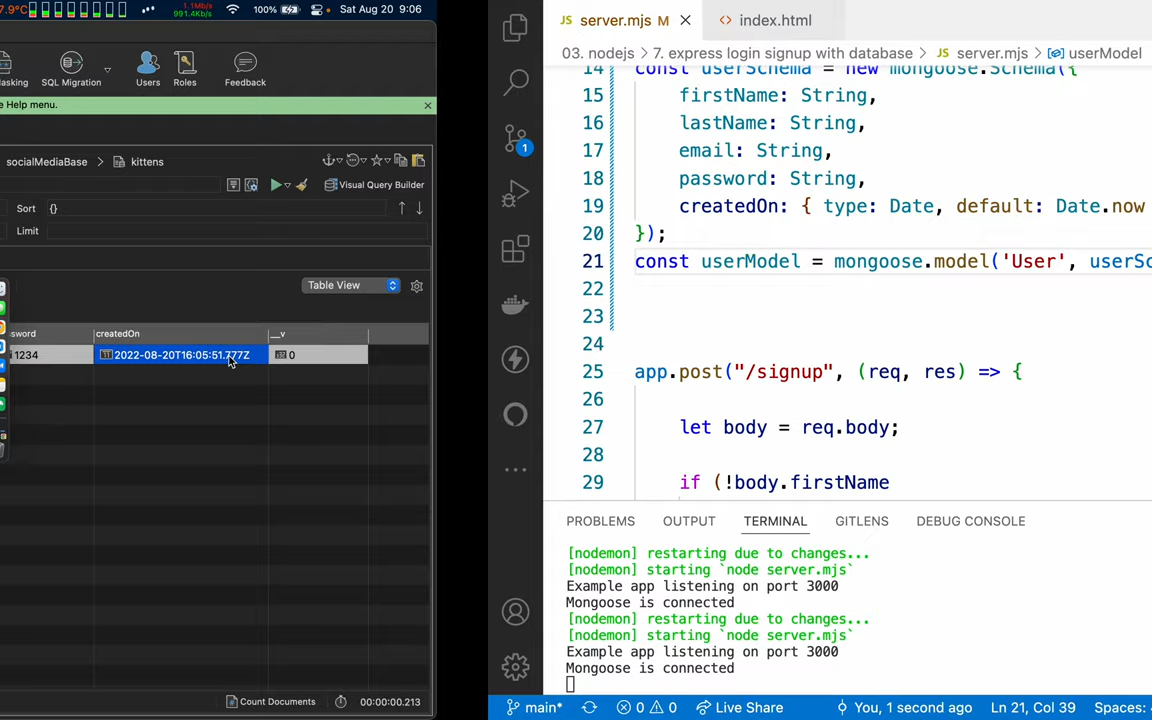 7.9°C
1.1Mb/s
991.4Kb/s
100%
Sat Aug 20 9:06
asking
SQL Migration
Users
Roles
Feedback
e Help menu.
socialMediaBase
kittens
Visual Query Builder
Sort
{}
Limit
Table View
sword
createdOn
__v
1234
2022-08-20T16:05:51.777Z
0
Count Documents
00:00:00.213
JS server.mjs M
<> index.html
03. nodejs > 7. express login signup with database > JS server.mjs > userModel
14 const userSchema = new mongoose.Schema({
15 firstName: String,
16 lastName: String,
17 email: String,
18 password: String,
19 createdOn: { type: Date, default: Date.now
20 });
21 const userModel = mongoose.model('User', userSc
22
23
24
25 app.post("/signup", (req, res) => {
26
27 let body = req.body;
28
29 if (!body.firstName
1
PROBLEMS OUTPUT TERMINAL GITLENS DEBUG CONSOLE
[nodemon] restarting due to changes...
[nodemon] starting `node server.mjs`
Example app listening on port 3000
Mongoose is connected
[nodemon] restarting due to changes...
[nodemon] starting `node server.mjs`
Example app listening on port 3000
Mongoose is connected
main* 0 0 Live Share You, 1 second ago Ln 21, Col 39 Spaces: